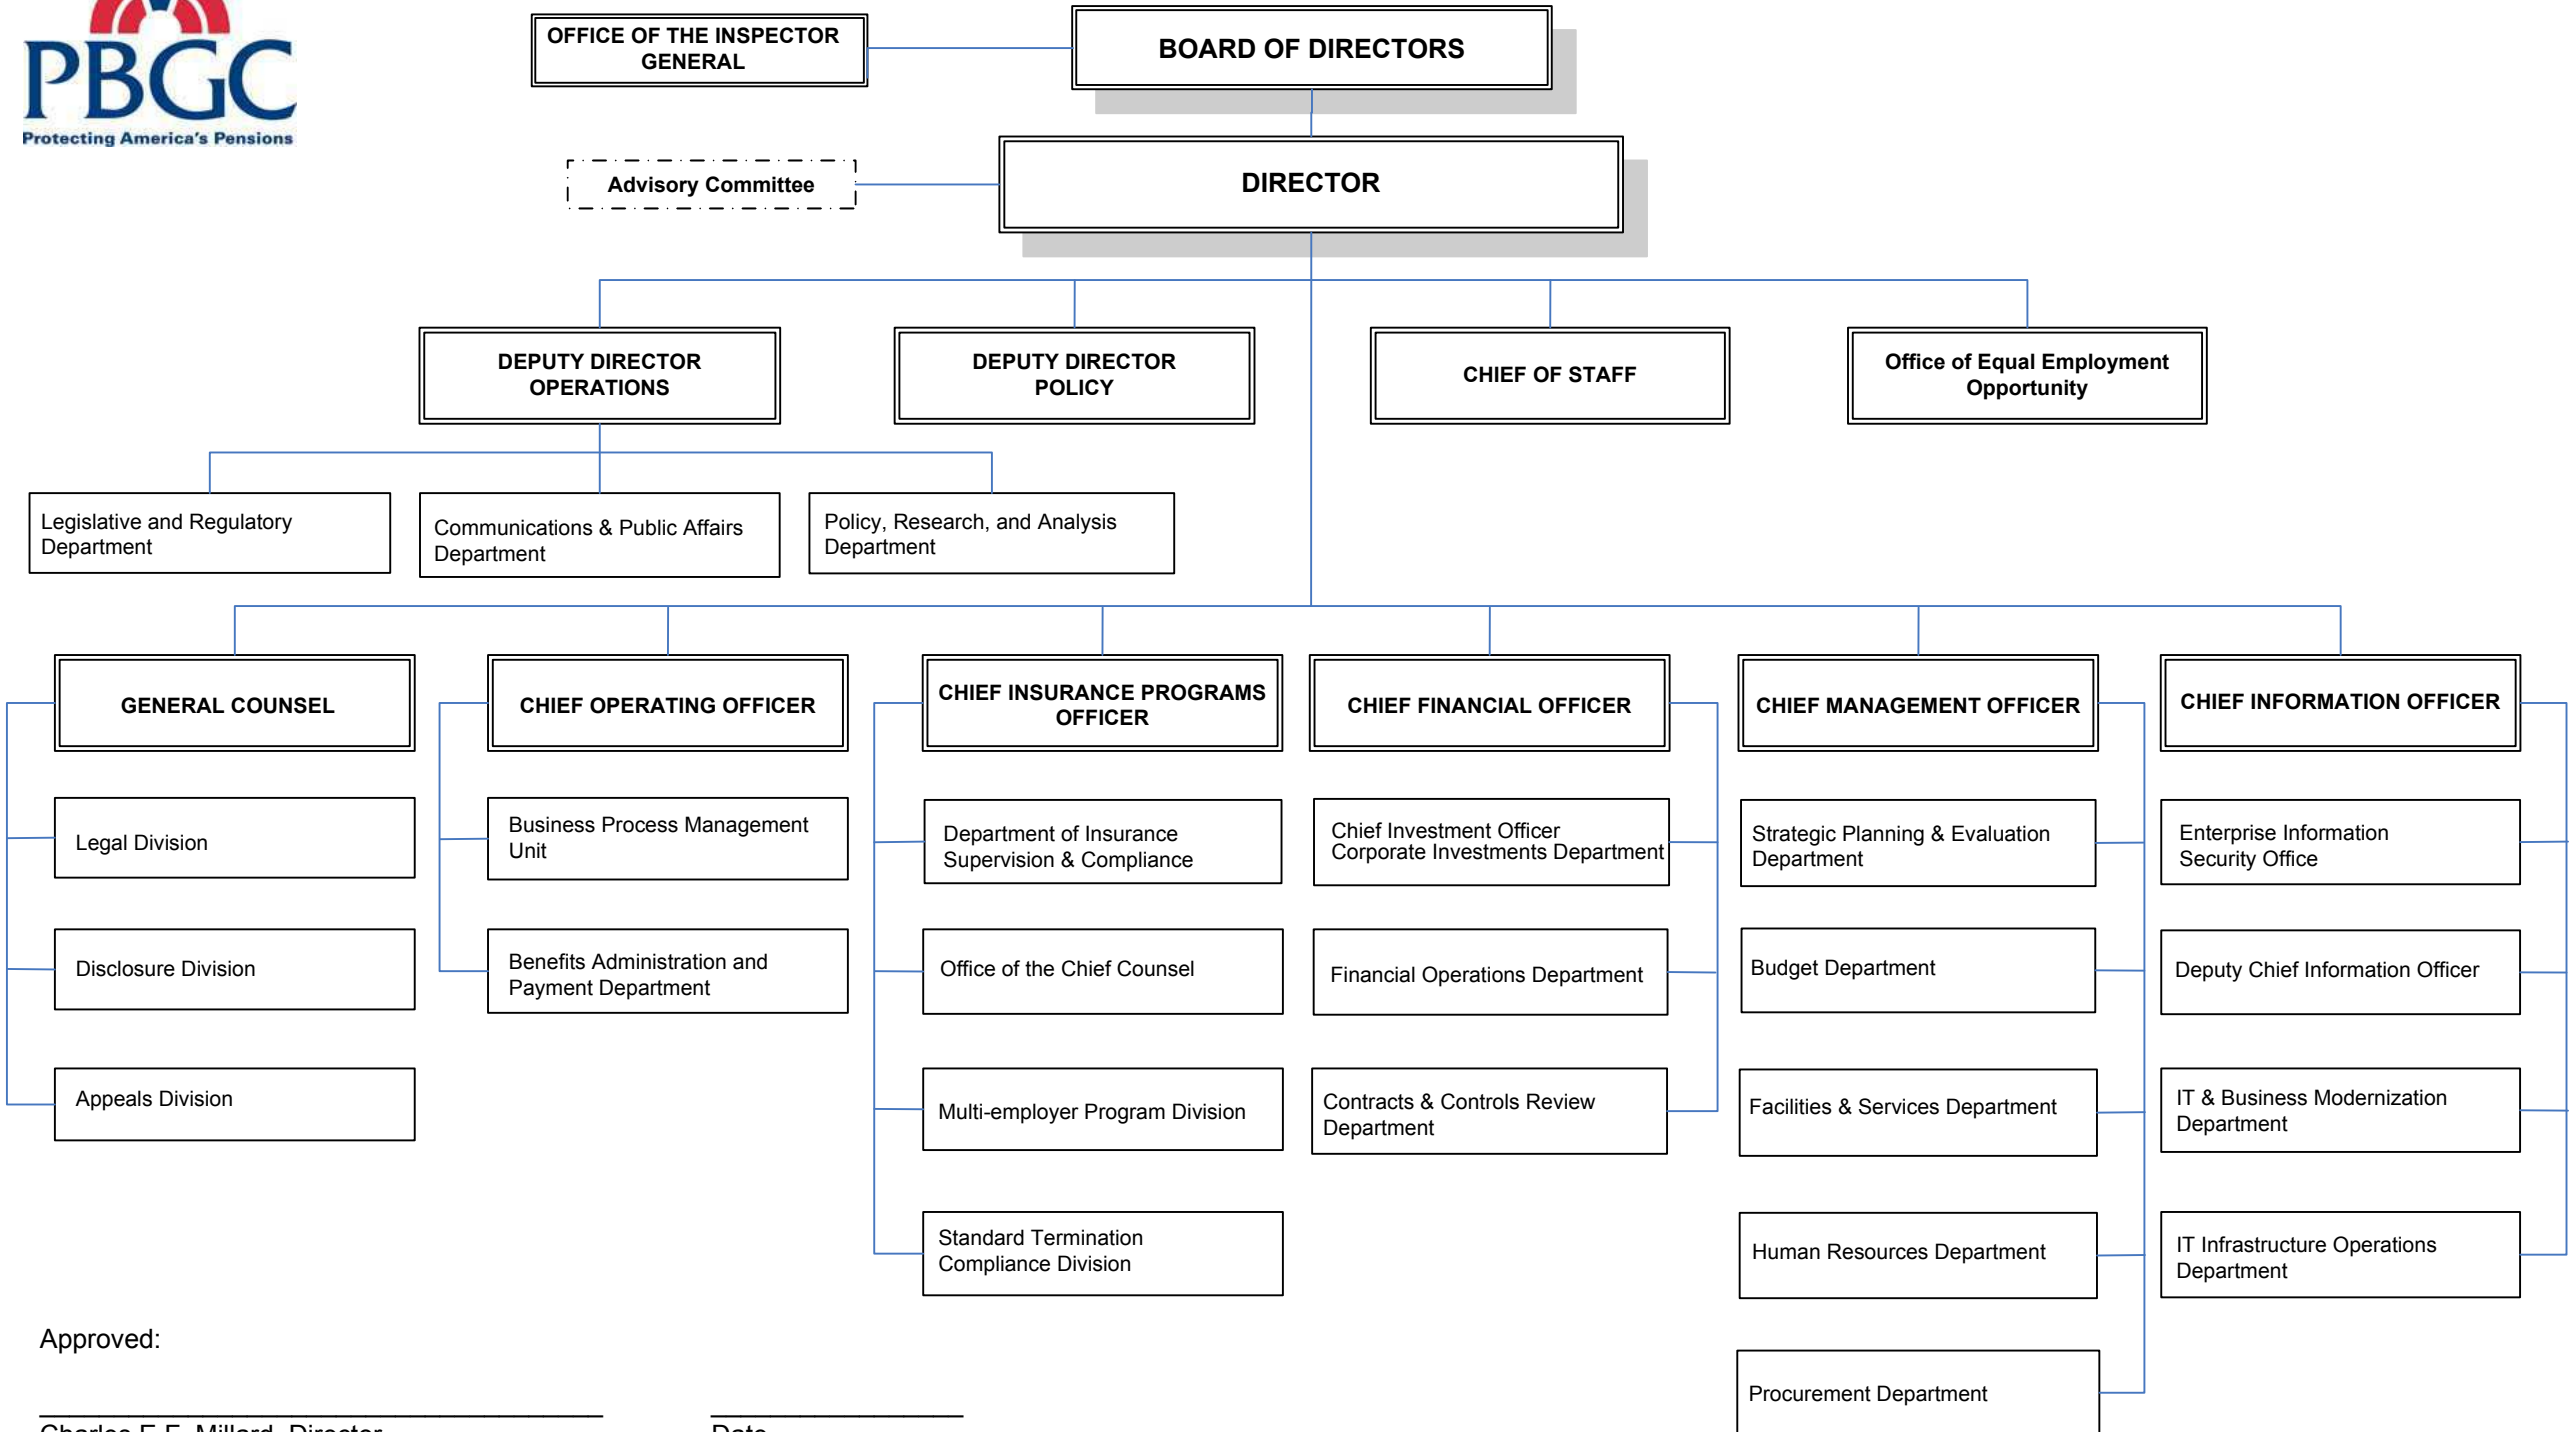 PBGC
Protecting America's Pensions
OFFICE OF THE INSPECTOR
GENERAL
BOARD OF DIRECTORS
Advisory Committee
DIRECTOR
DEPUTY DIRECTOR
OPERATIONS
DEPUTY DIRECTOR
POLICY
CHIEF OF STAFF
Office of Equal Employment
Opportunity
Legislative and Regulatory
Department
Communications & Public Affairs
Department
Policy, Research, and Analysis
Department
GENERAL COUNSEL
Legal Division
Disclosure Division
Appeals Division
CHIEF OPERATING OFFICER
Business Process Management
Unit
Benefits Administration and
Payment Department
CHIEF INSURANCE PROGRAMS
OFFICER
Department of Insurance
Supervision & Compliance
Office of the Chief Counsel
Multi-employer Program Division
Standard Termination
Compliance Division
CHIEF FINANCIAL OFFICER
Chief Investment Officer
Corporate Investments Department
Financial Operations Department
Contracts & Controls Review
Department
CHIEF MANAGEMENT OFFICER
Strategic Planning & Evaluation
Department
Budget Department
Facilities & Services Department
Human Resources Department
Procurement Department
CHIEF INFORMATION OFFICER
Enterprise Information
Security Office
Deputy Chief Information Officer
IT & Business Modernization
Department
IT Infrastructure Operations
Department
Approved:
Charles E.F. Millard, Director
Date